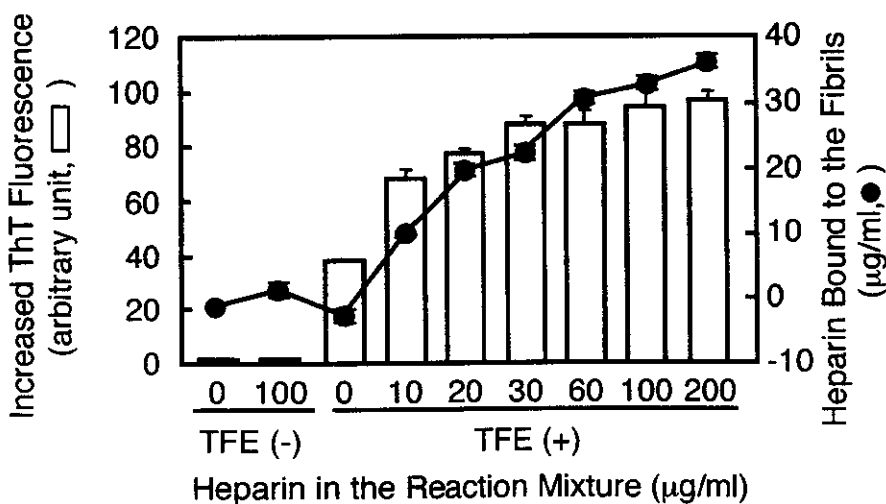 Increased ThT Fluorescence
(arbitrary unit, )
120
100
80
60
40
20
0
40
30
20
10
0
-10
Heparin Bound to the Fibrils
(μg/ml, )
0 100 0 10 20 30 60 100 200
TFE (-) TFE (+)
Heparin in the Reaction Mixture (μg/ml)